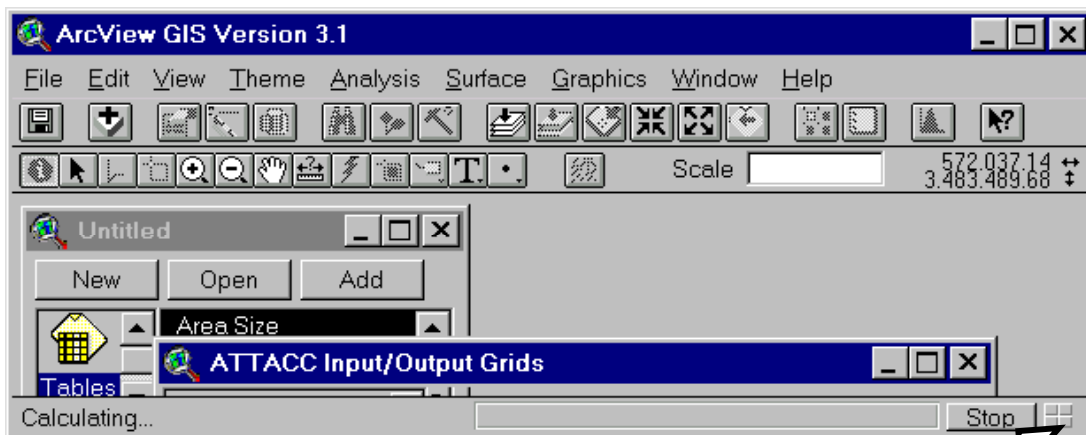 ArcView GIS Version 3.1
File Edit View Theme Analysis Surface Graphics Window Help
T
Scale 572,037.14
3,483,489.68
Untitled
New Open Add
Area Size
ATTACC Input/Output Grids
Tables
Calculating...
Stop